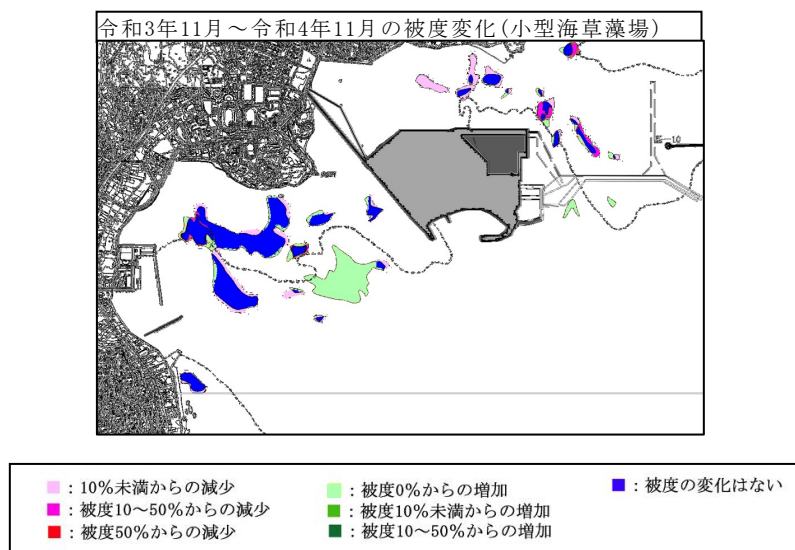 令和3年11月～令和4年11月の被度変化(小型海草藻場)
■：10%未満からの減少
■：被度10～50%からの減少
■：被度50%からの減少
■：被度0%からの増加
■：被度10%未満からの増加
■：被度10～50%からの増加
■：被度の変化はない